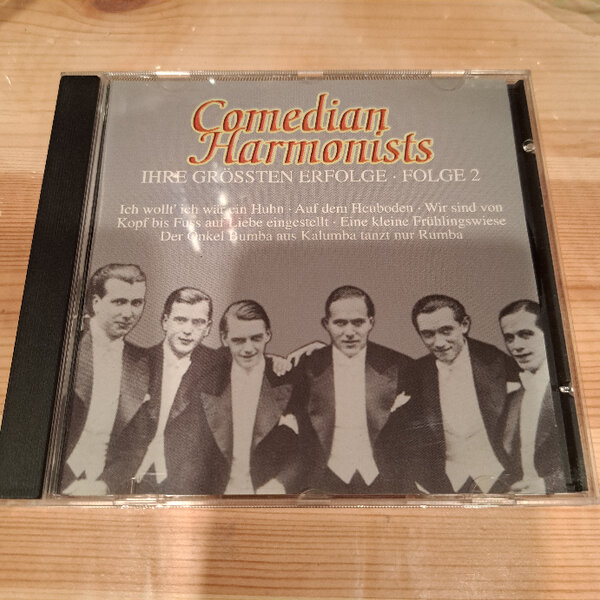 Comedian
Harmonists
IHRE GRÖSSTEN ERFOLGE · FOLGE 2
Ich wollt' ich wär ein Huhn · Auf dem Heuboden · Wir sind von
Kopf bis Fuss auf Liebe eingestellt · Eine kleine Frühlingswiese
Der Onkel Bumba aus Kalumba tanzt nur Rumba